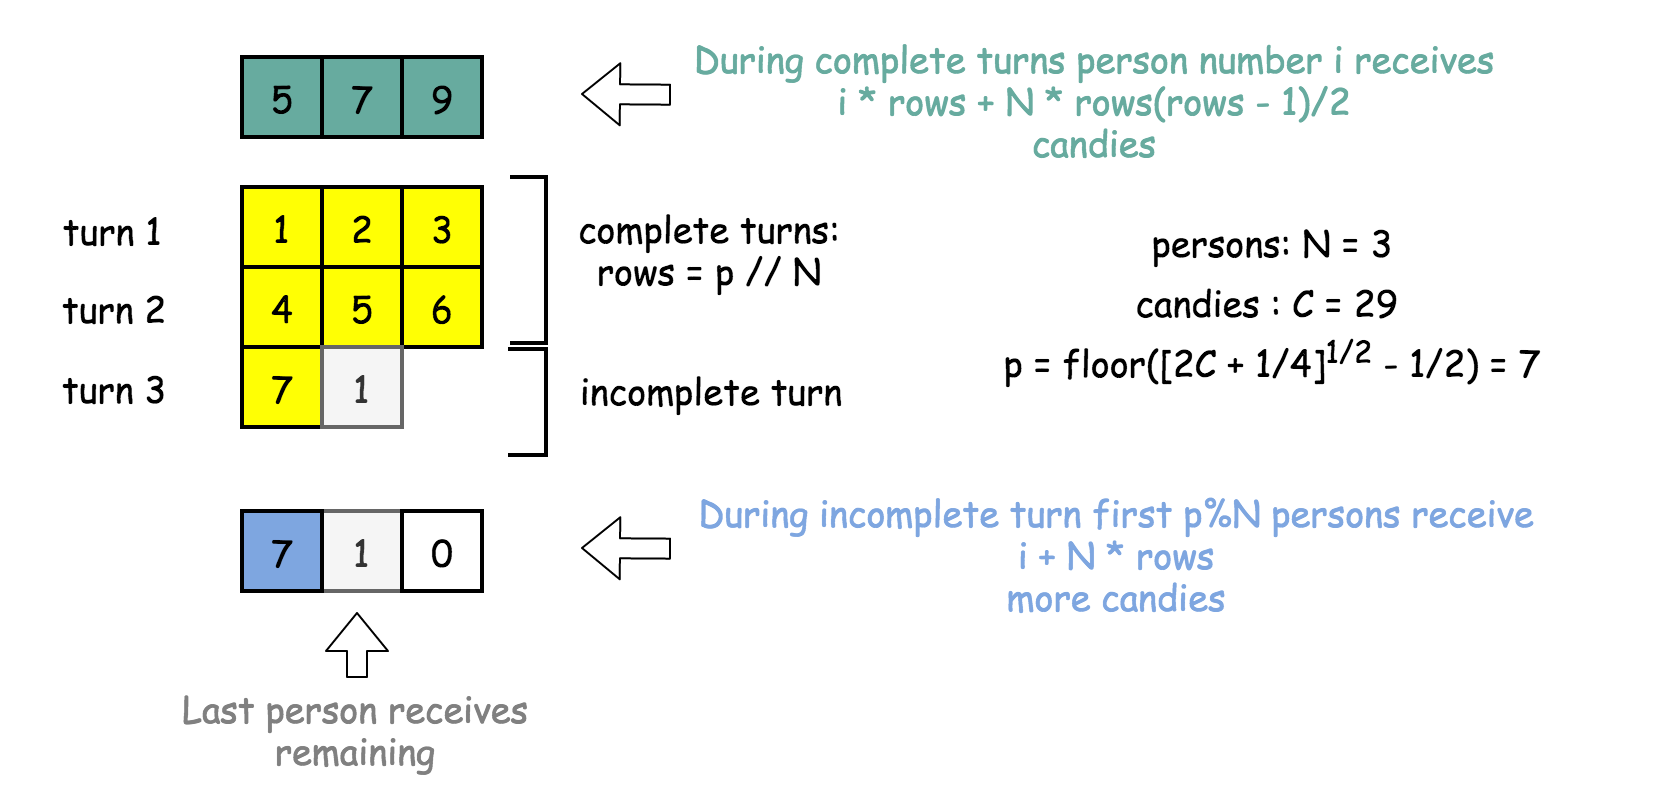 5 7 9
During complete turns person number i receives
i * rows + N * rows(rows - 1)/2
candies
turn 1
1 2 3
turn 2
4 5 6
turn 3
7 1
complete turns:
rows = p // N
incomplete turn
persons: N = 3
candies : C = 29
p = floor([2C + 1/4]^1/2 - 1/2) = 7
7 1 0
During incomplete turn first p%N persons receive
i + N * rows
more candies
Last person receives
remaining